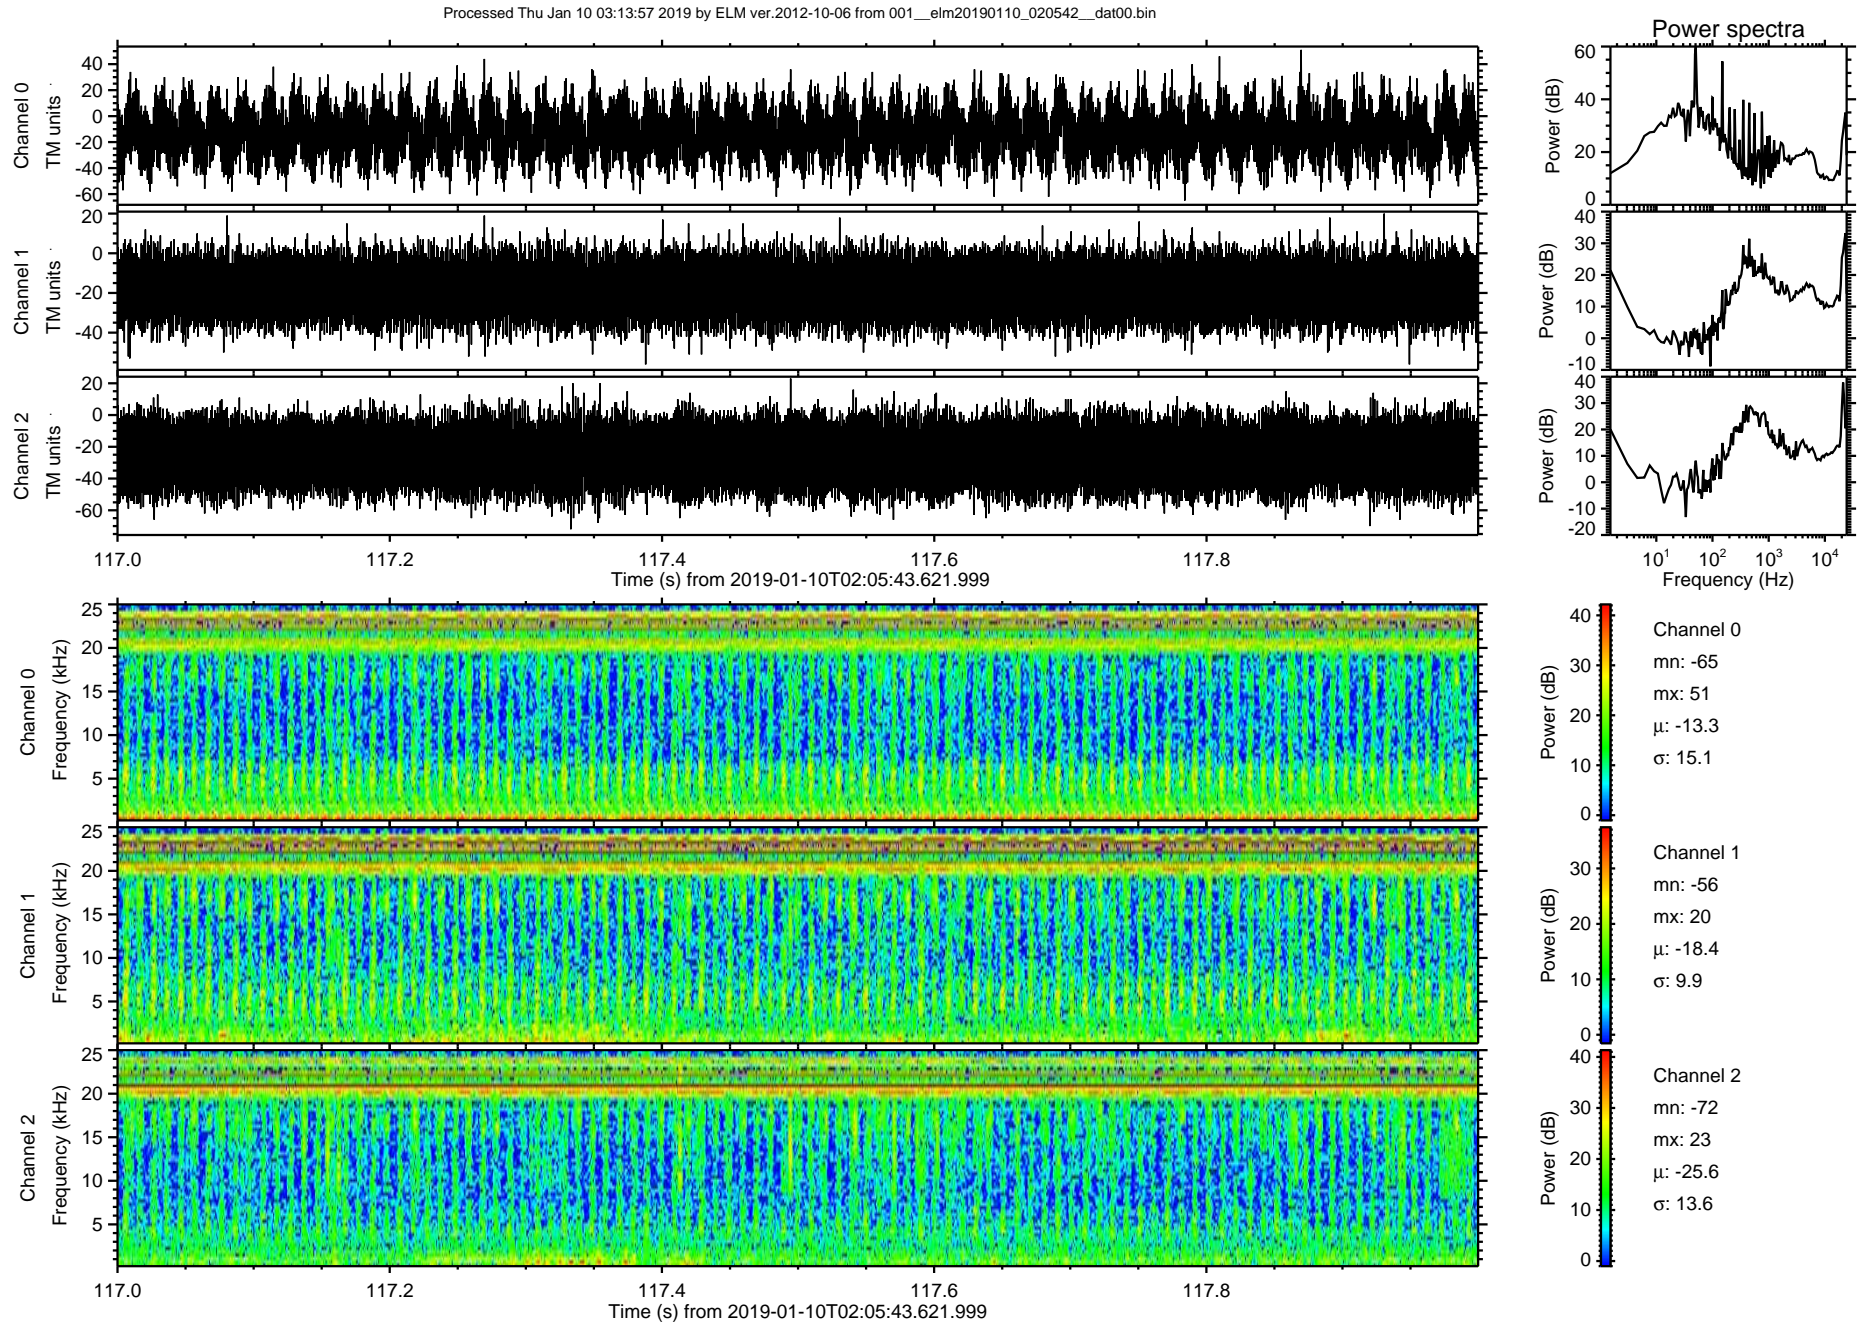 Processed Thu Jan 10 03:13:57 2019 by ELM ver.2012-10-06 from 001__elm20190110_020542__dat00.bin
Power spectra
Channel 0
TM units
40
20
0
-20
-40
-60
Power (dB)
60
40
20
0
Channel 1
TM units
20
0
-20
-40
Power (dB)
40
30
20
10
0
-10
Channel 2
TM units
20
0
-20
-40
-60
Power (dB)
40
30
20
10
0
-10
-20
117.0 117.2 117.4 117.6 117.8
Time (s) from 2019-01-10T02:05:43.621.999
10¹ 10² 10³ 10⁴
Frequency (Hz)
Channel 0
Frequency (kHz)
25
20
15
10
5
Power (dB)
40
30
20
10
0
Channel 0
mn: -65
mx: 51
μ: -13.3
σ: 15.1
Channel 1
Frequency (kHz)
25
20
15
10
5
Power (dB)
30
20
10
0
Channel 1
mn: -56
mx: 20
μ: -18.4
σ: 9.9
Channel 2
Frequency (kHz)
25
20
15
10
5
Power (dB)
40
30
20
10
0
Channel 2
mn: -72
mx: 23
μ: -25.6
σ: 13.6
117.0 117.2 117.4 117.6 117.8
Time (s) from 2019-01-10T02:05:43.621.999